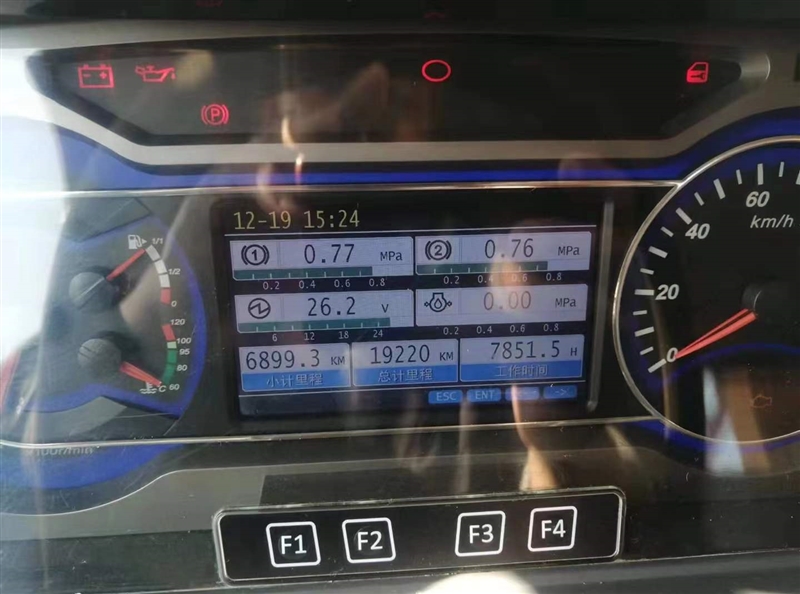 P
12-19 15:24
1 0.77 MPa
0.2 0.4 0.6 0.8
2 0.76 MPa
0.2 0.4 0.6 0.8
26.2 V
6 12 18 24
0.00 MPa
0.2 0.4 0.6 0.8
6899.3 KM
小计里程
19220 KM
总计里程
7851.5 H
工作时间
ESC ENT
1/1
1/2
0
120
100
95
80
60
°C
r/min
0
20
40
60
km/h
F1 F2 F3 F4